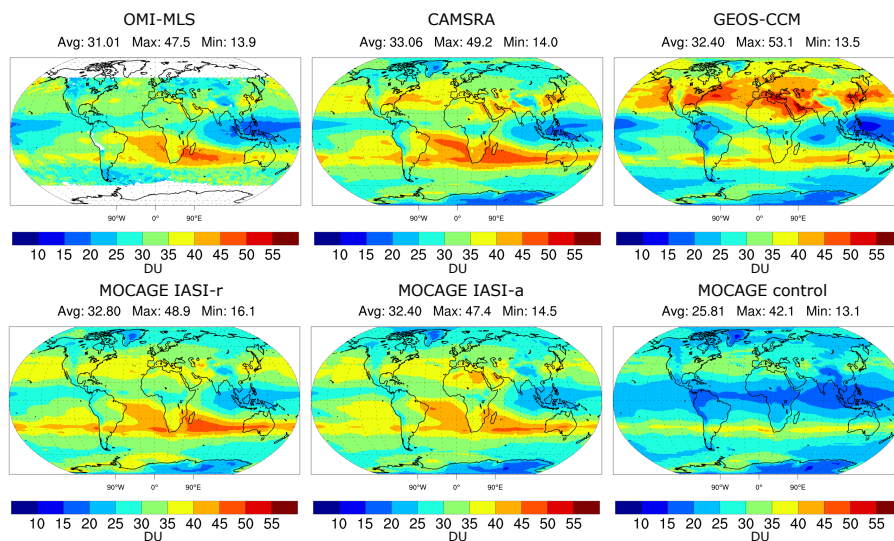 OMI-MLS CAMSRA GEOS-CCM
Avg: 31.01 Max: 47.5 Min: 13.9 Avg: 33.06 Max: 49.2 Min: 14.0 Avg: 32.40 Max: 53.1 Min: 13.5
90°W 0° 90°E 90°W 0° 90°E 90°W 0° 90°E
10 15 20 25 30 35 40 45 50 55 10 15 20 25 30 35 40 45 50 55 10 15 20 25 30 35 40 45 50 55
DU DU DU
MOCAGE IASI-r MOCAGE IASI-a MOCAGE control
Avg: 32.80 Max: 48.9 Min: 16.1 Avg: 32.40 Max: 47.4 Min: 14.5 Avg: 25.81 Max: 42.1 Min: 13.1
90°W 0° 90°E 90°W 0° 90°E 90°W 0° 90°E
10 15 20 25 30 35 40 45 50 55 10 15 20 25 30 35 40 45 50 55 10 15 20 25 30 35 40 45 50 55
DU DU DU